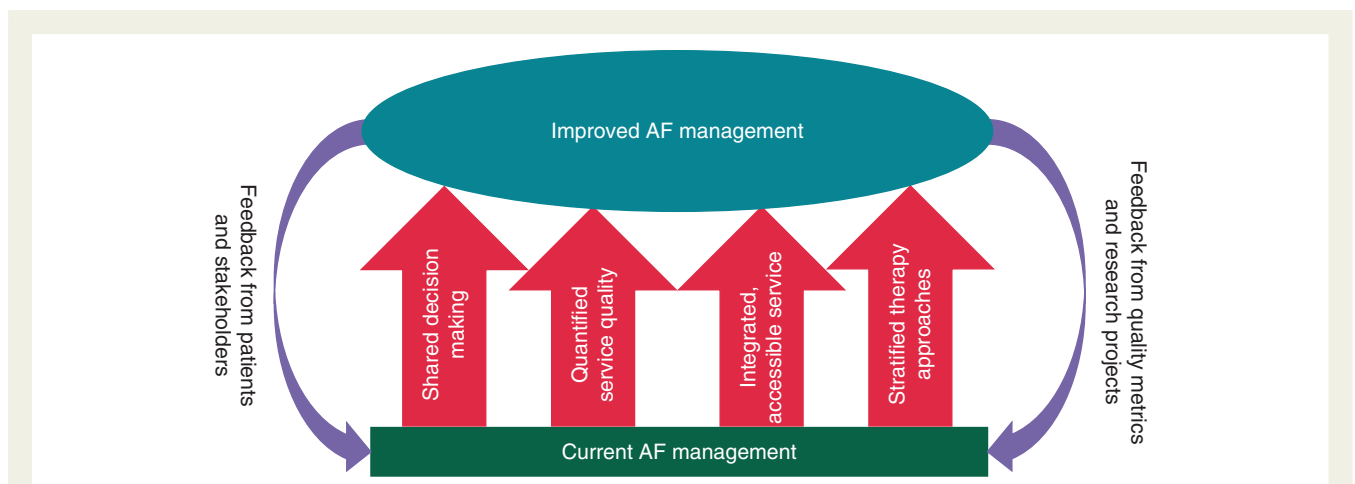 Improved AF management
Feedback from patients
and stakeholders
Shared decision
making
Quantified
service quality
Integrated,
accessible service
Stratified therapy
approaches
Feedback from quality metrics
and research projects
Current AF management